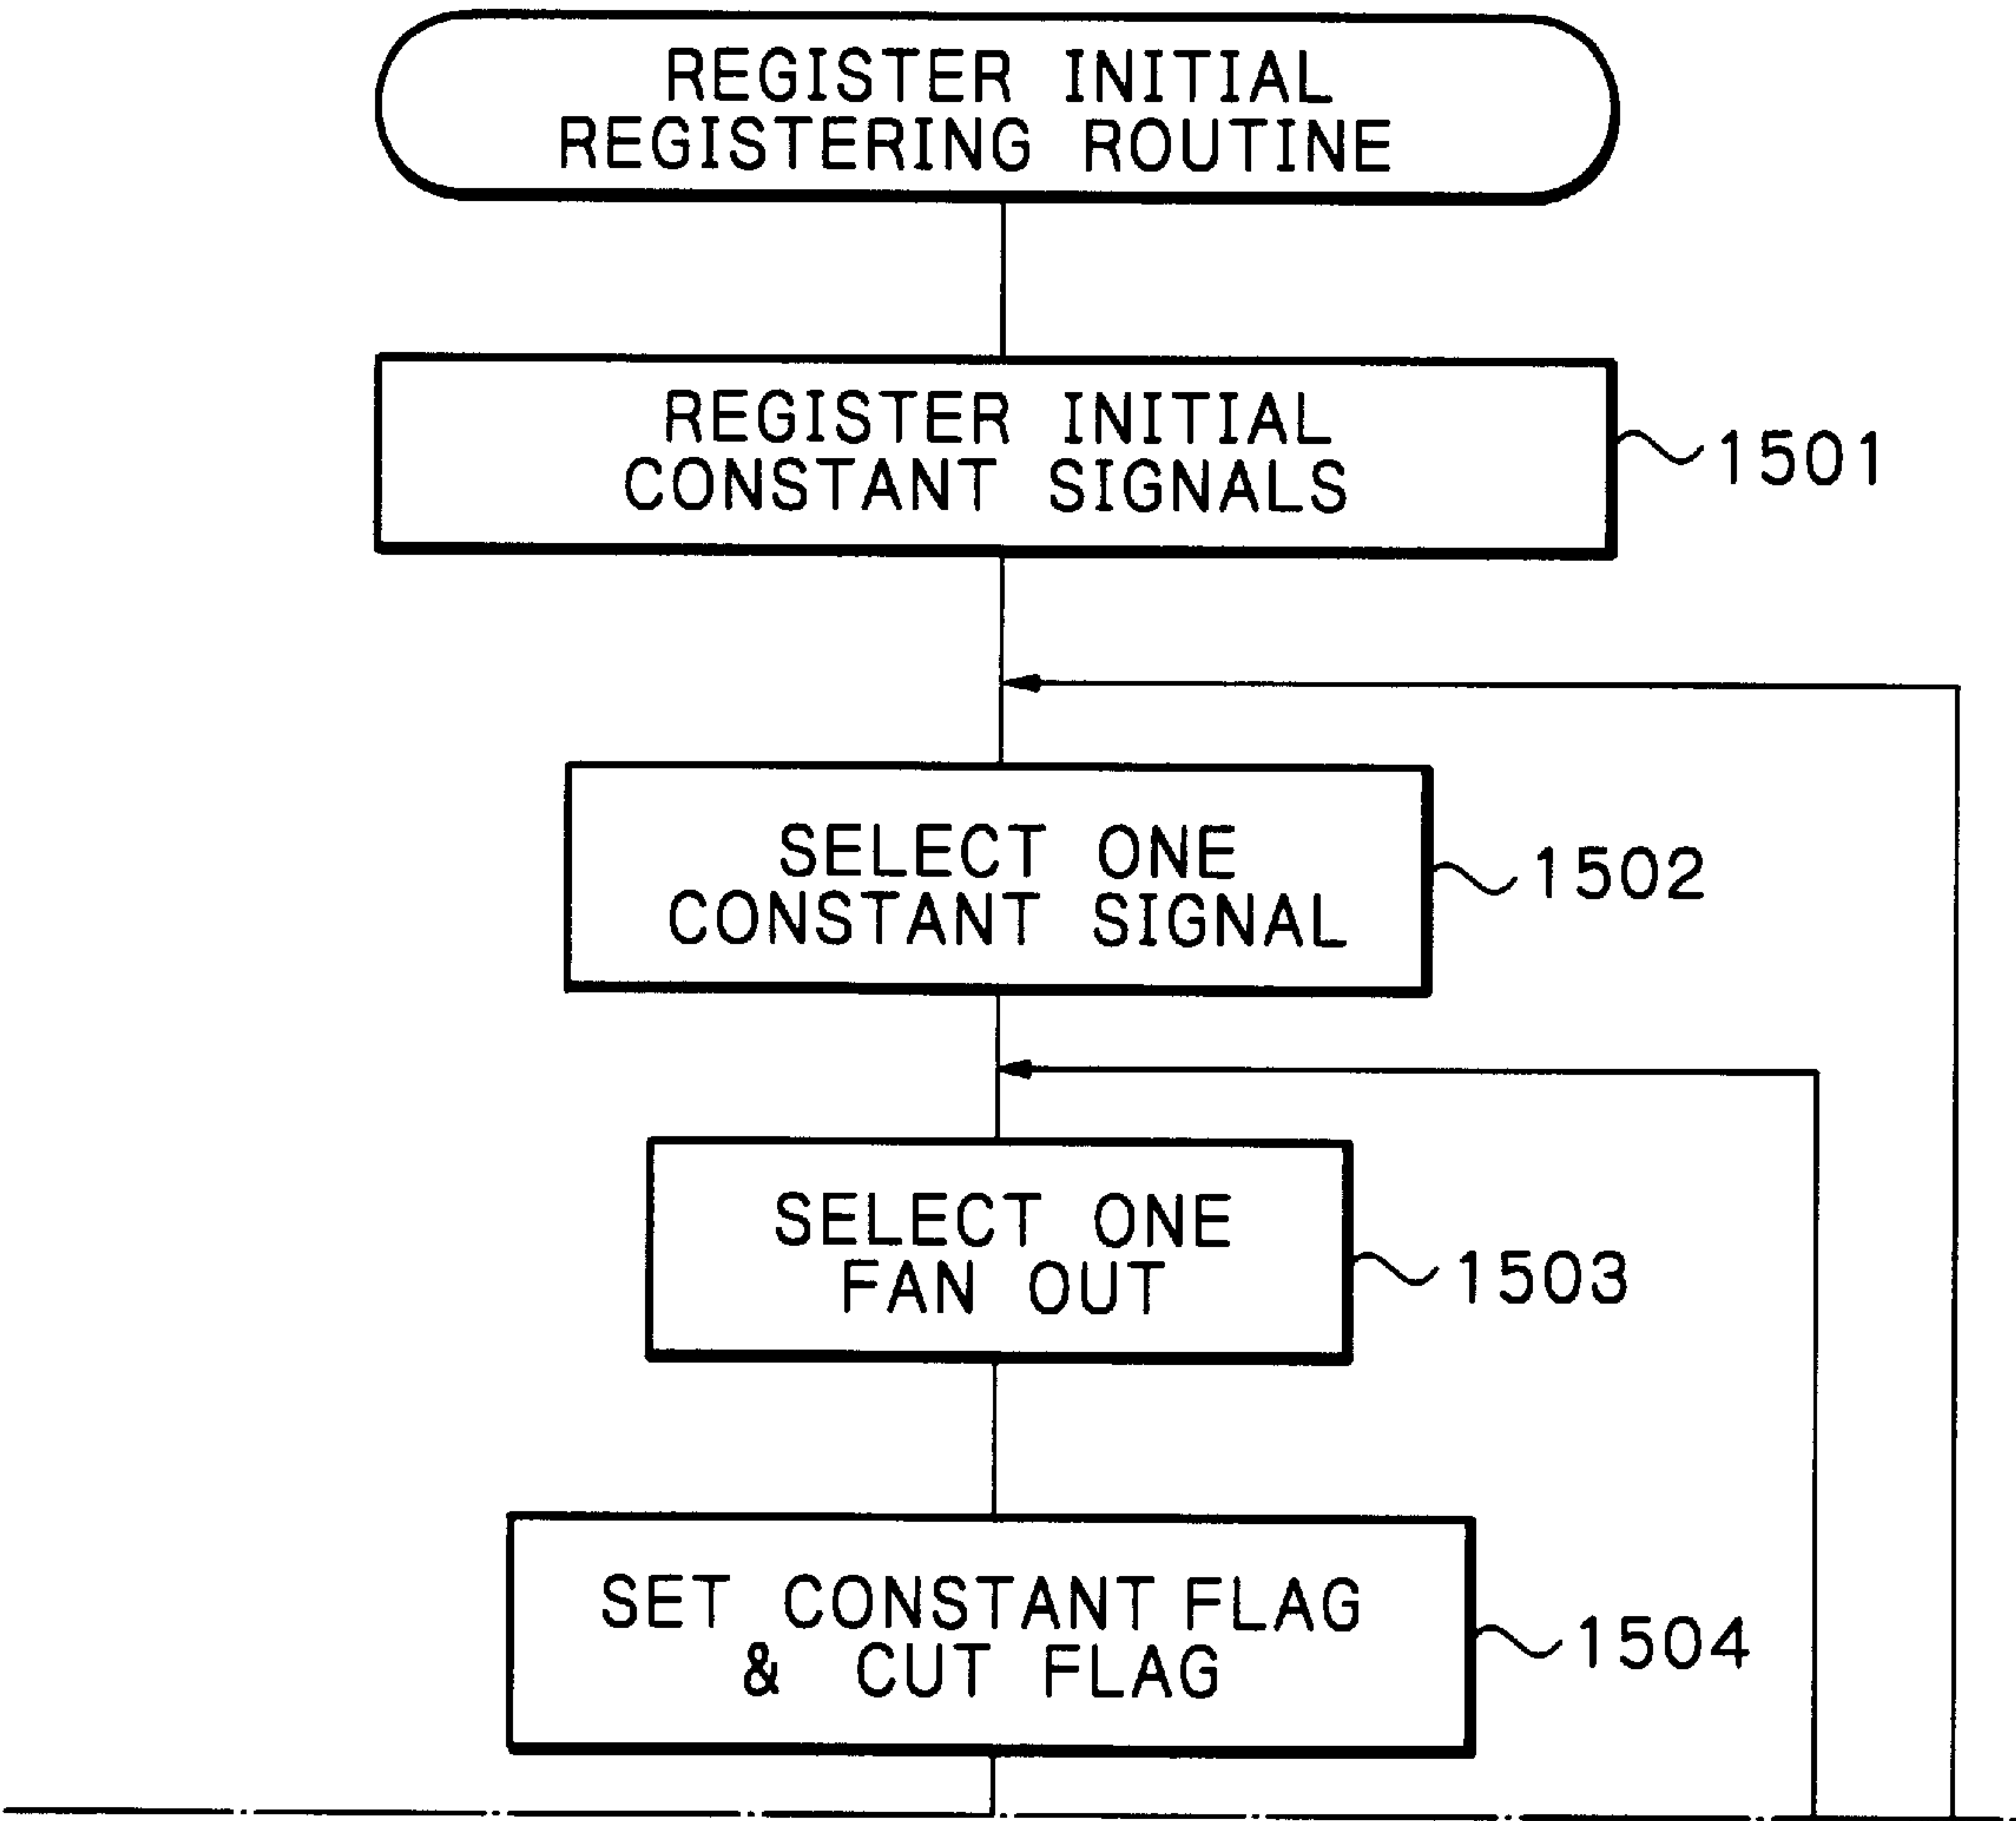 REGISTER INITIAL
REGISTERING ROUTINE
REGISTER INITIAL
CONSTANT SIGNALS
1501
SELECT ONE
CONSTANT SIGNAL
1502
SELECT ONE
FAN OUT
1503
SET CONSTANT FLAG
& CUT FLAG
1504